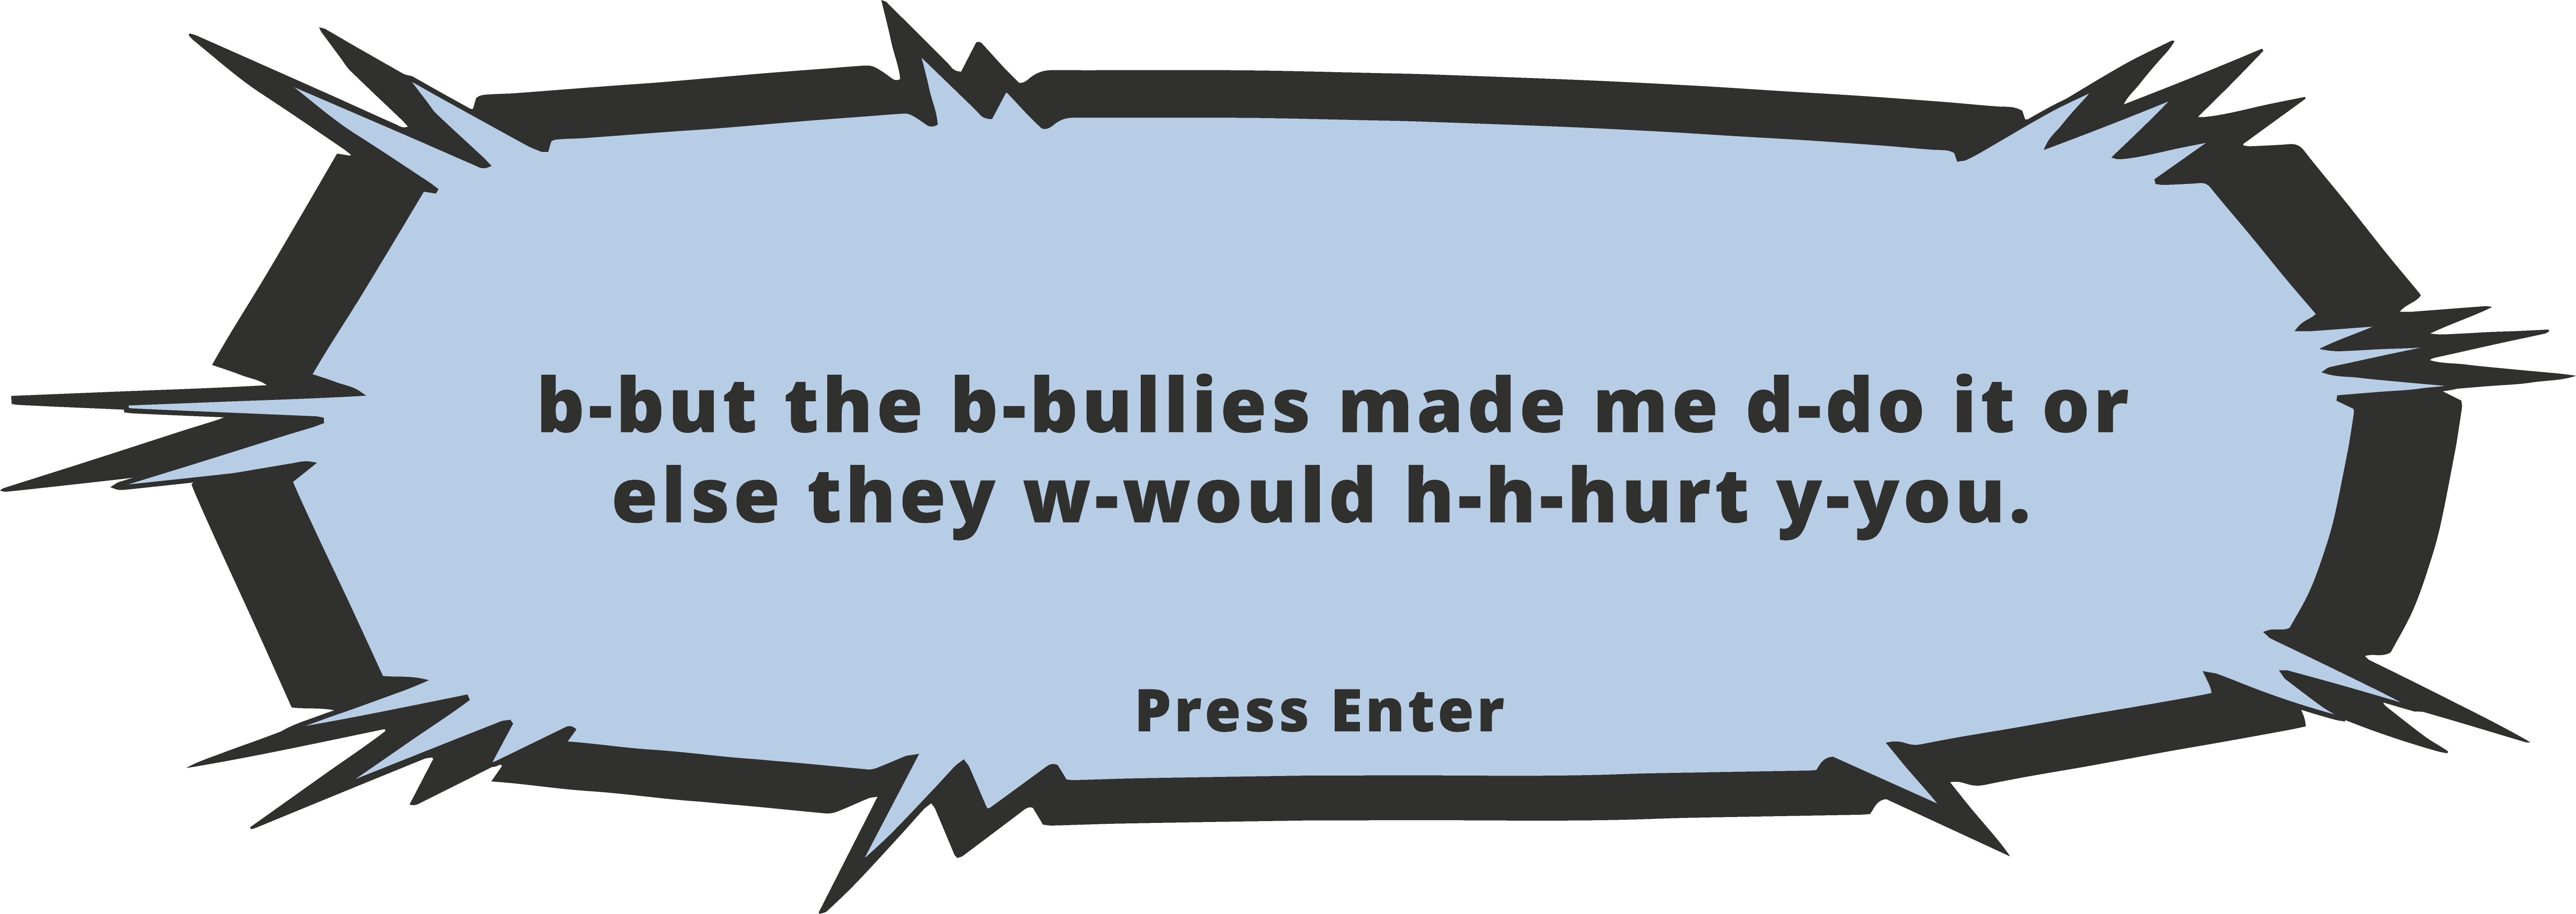 b-but the b-bullies made me d-do it or
else they w-would h-h-hurt y-you.
Press Enter